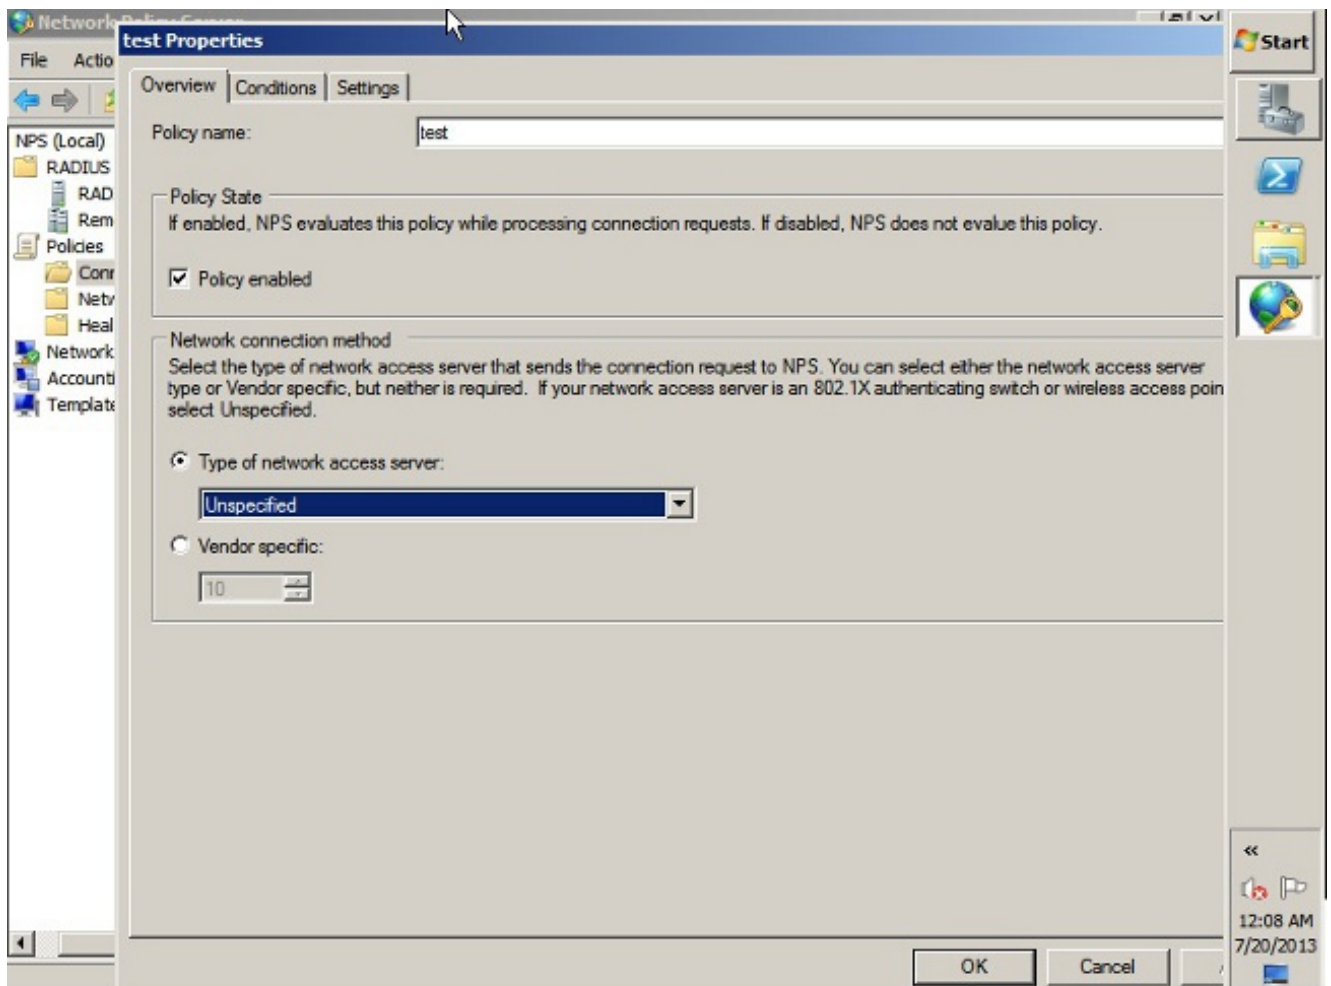 Network Policy Server
test Properties
Start
File Actio
Overview Conditions Settings
Policy name: test
NPS (Local)
RADIUS
RAD
Rem
Policies
Conn
Netw
Heal
Network
Accounti
Template
Policy State
If enabled, NPS evaluates this policy while processing connection requests. If disabled, NPS does not evalue this policy.
Policy enabled
Network connection method
Select the type of network access server that sends the connection request to NPS. You can select either the network access server
type or Vendor specific, but neither is required. If your network access server is an 802.1X authenticating switch or wireless access poin
select Unspecified.
Type of network access server:
Unspecified
Vendor specific:
10
OK Cancel
12:08 AM
7/20/2013